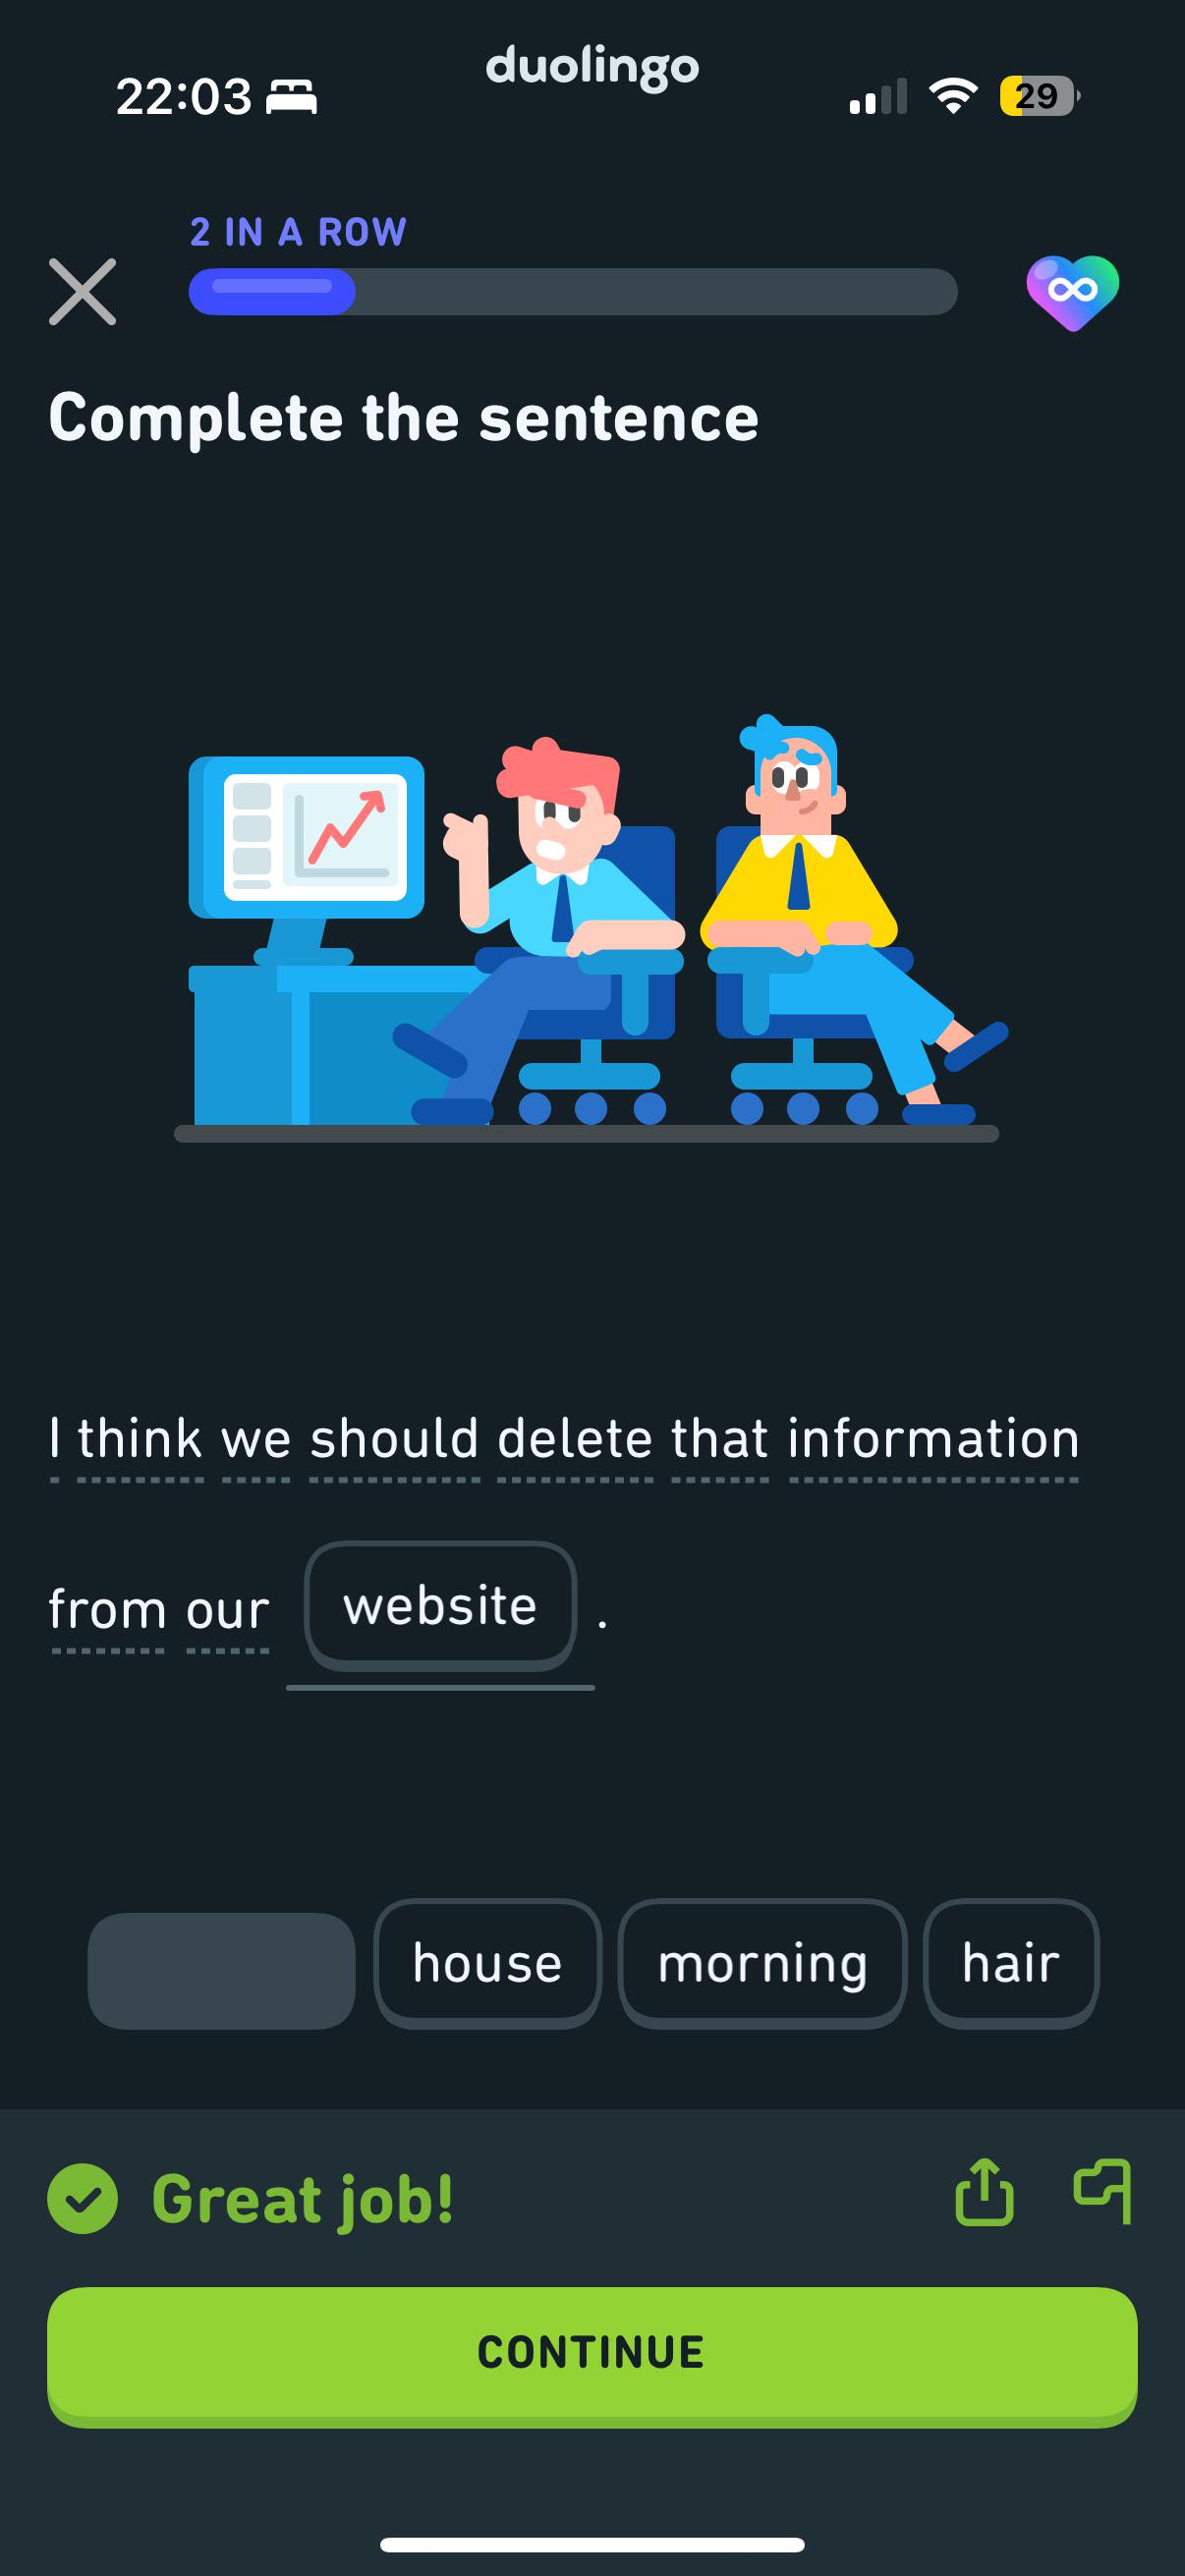 duolingo
22:03
29
2 IN A ROW
Complete the sentence
I think we should delete that information
from our website .
house morning hair
Great job!
CONTINUE